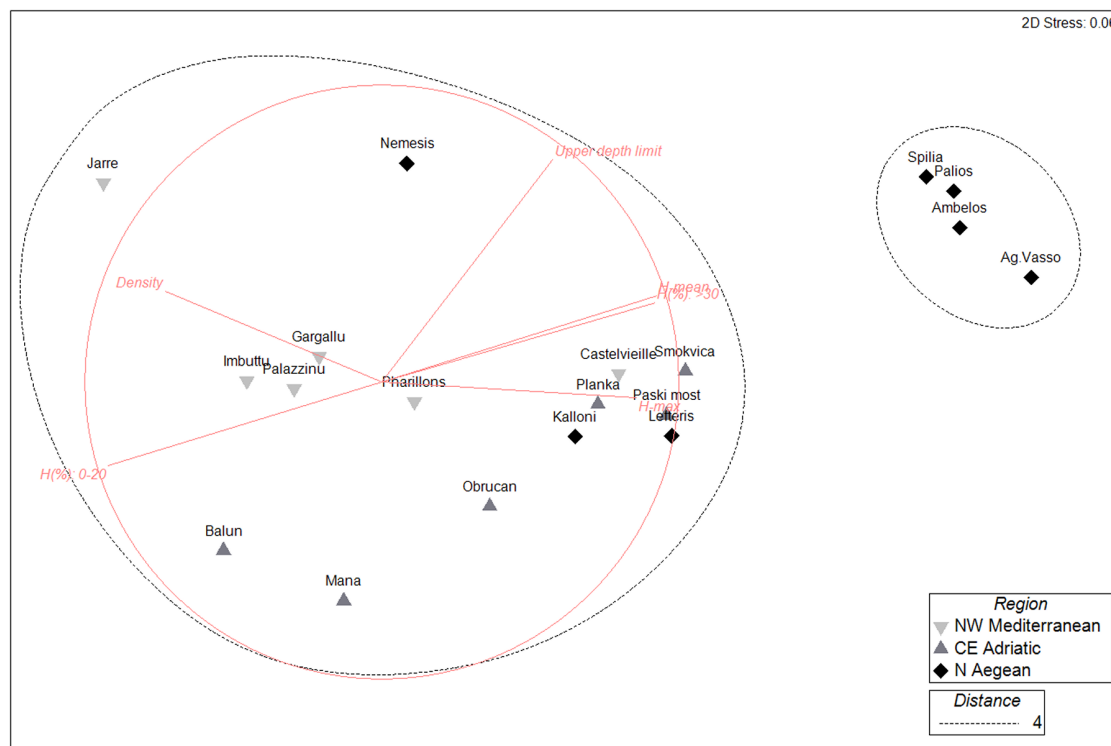 2D Stress: 0.06
Nemesis
Upper depth limit
Jarre
Spilia
Palios
Ambelos
Ag.Vasso
Density
H-mean
H(%): >30
Gargallu
Imbuttu
Palazzinu
Pharillons
Castelvieille
Smokvica
Planka
Paski most
H-max
Kalloni
Lefteris
H(%): 0-20
Obrucan
Balun
Mana
Region
NW Mediterranean
CE Adriatic
N Aegean
Distance
4